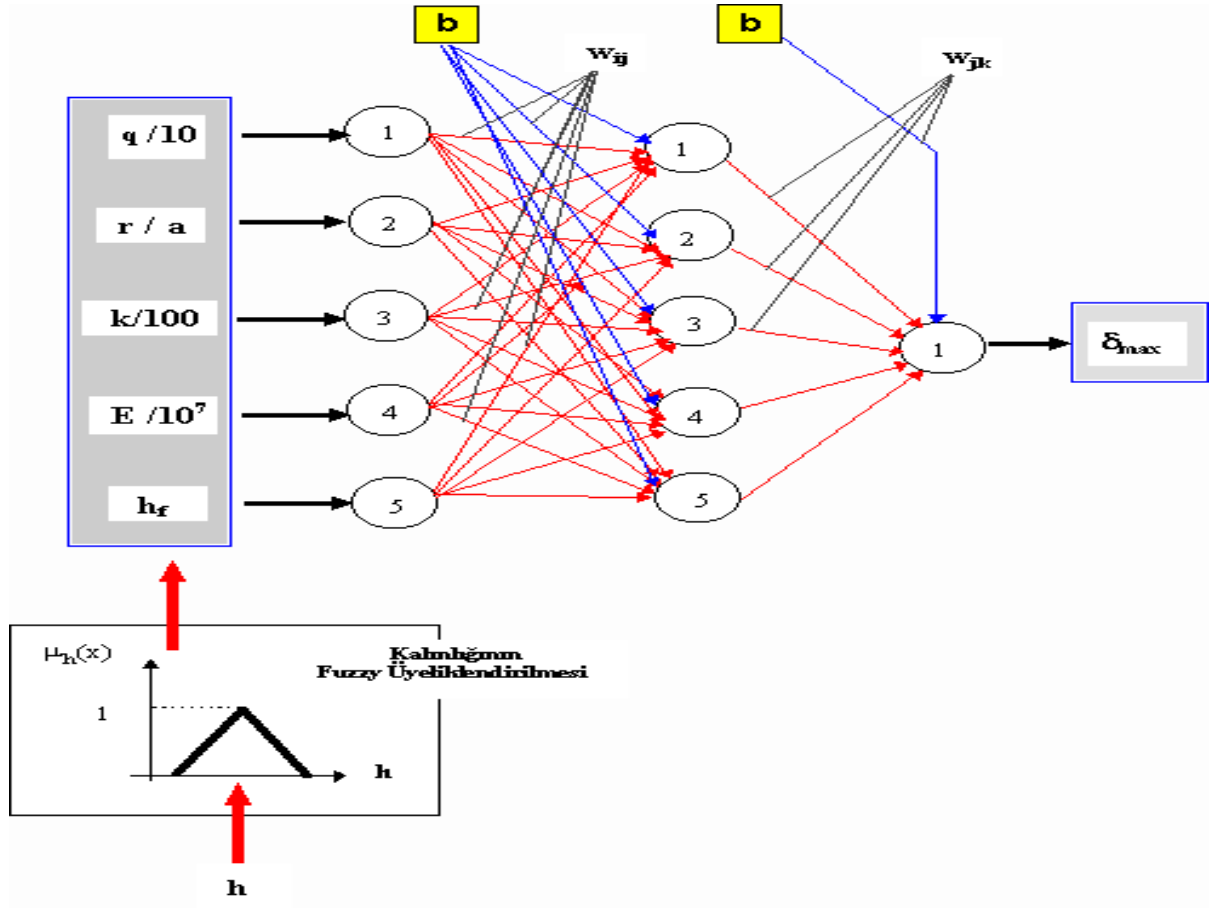 b
b
wij
wjk
q /10
1
1
r / a
2
2
k/100
3
3
1
δmax
E /10⁷
4
4
hf
5
5
μh(x)
Kalınlığının
Fuzzy Üyeliklendirilmesi
1
h
h